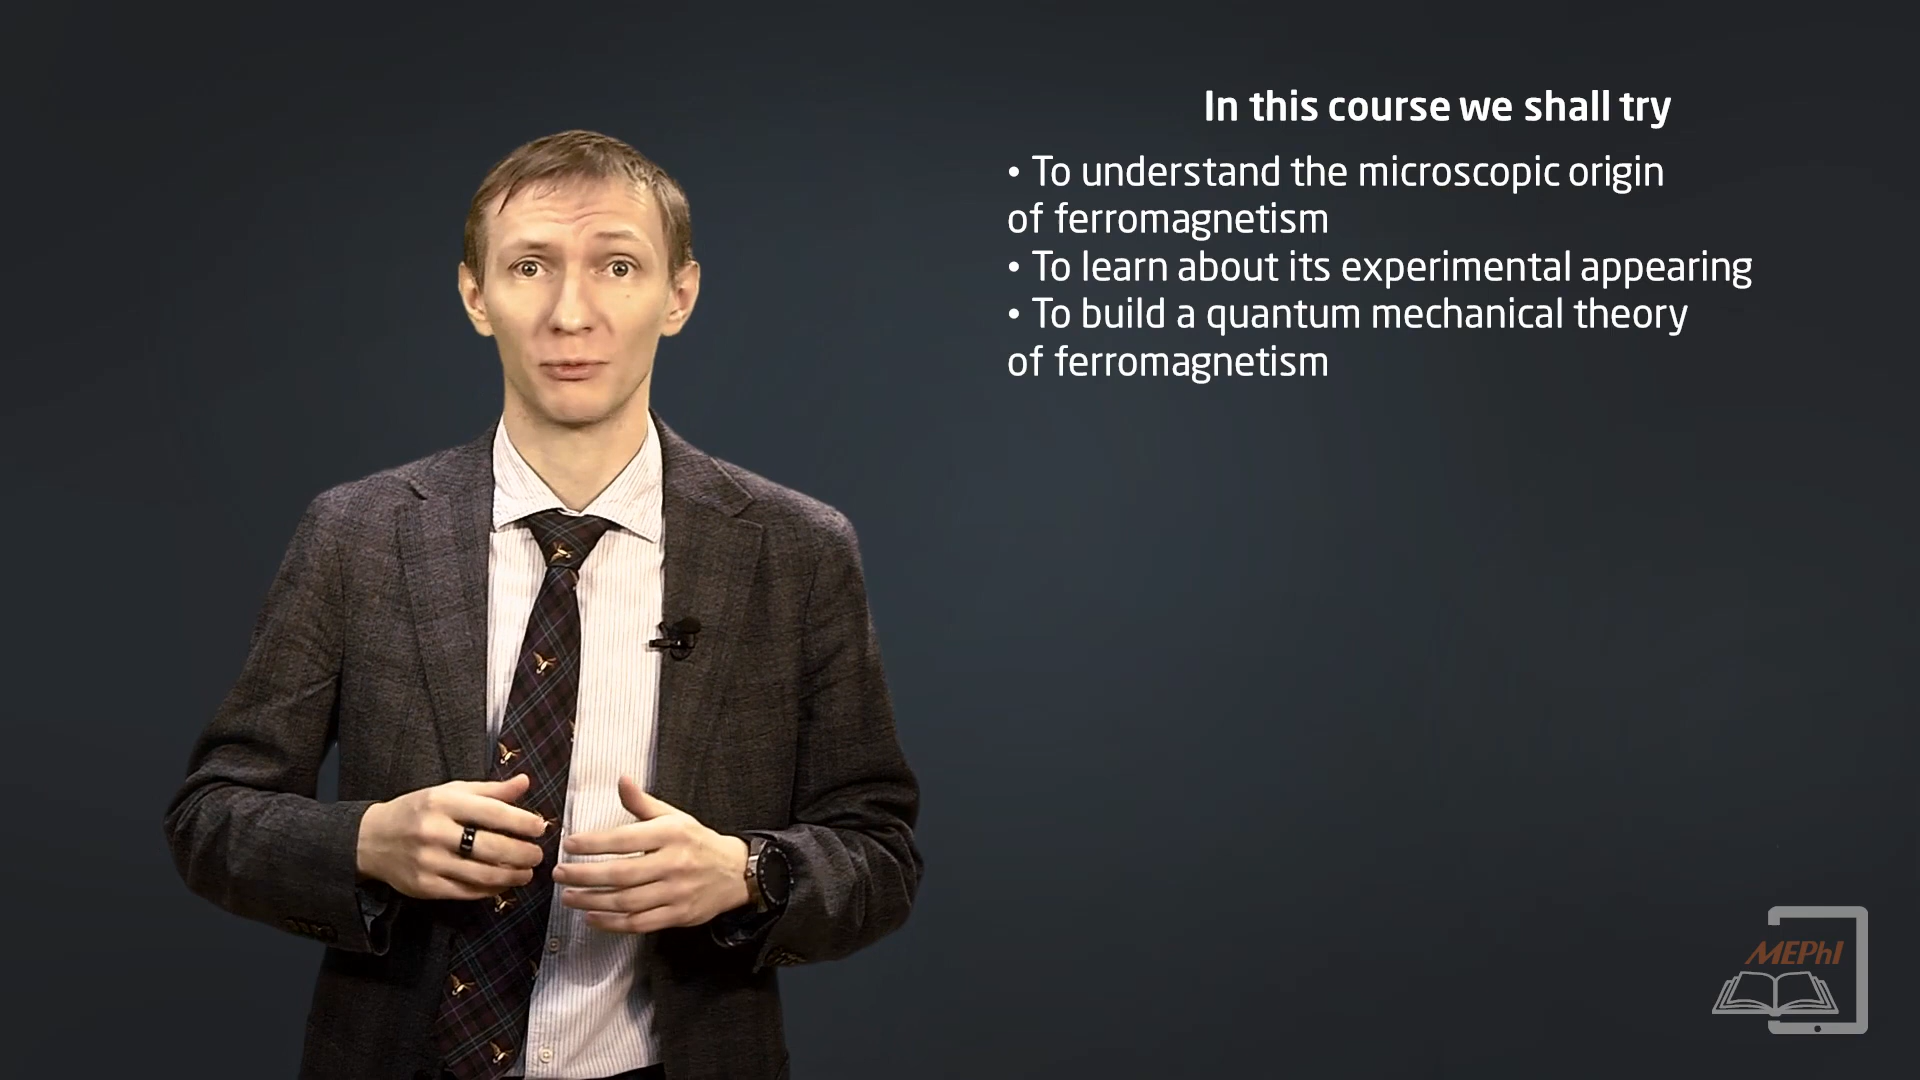 In this course we shall try
• To understand the microscopic origin
of ferromagnetism
• To learn about its experimental appearing
• To build a quantum mechanical theory
of ferromagnetism
MEPhI